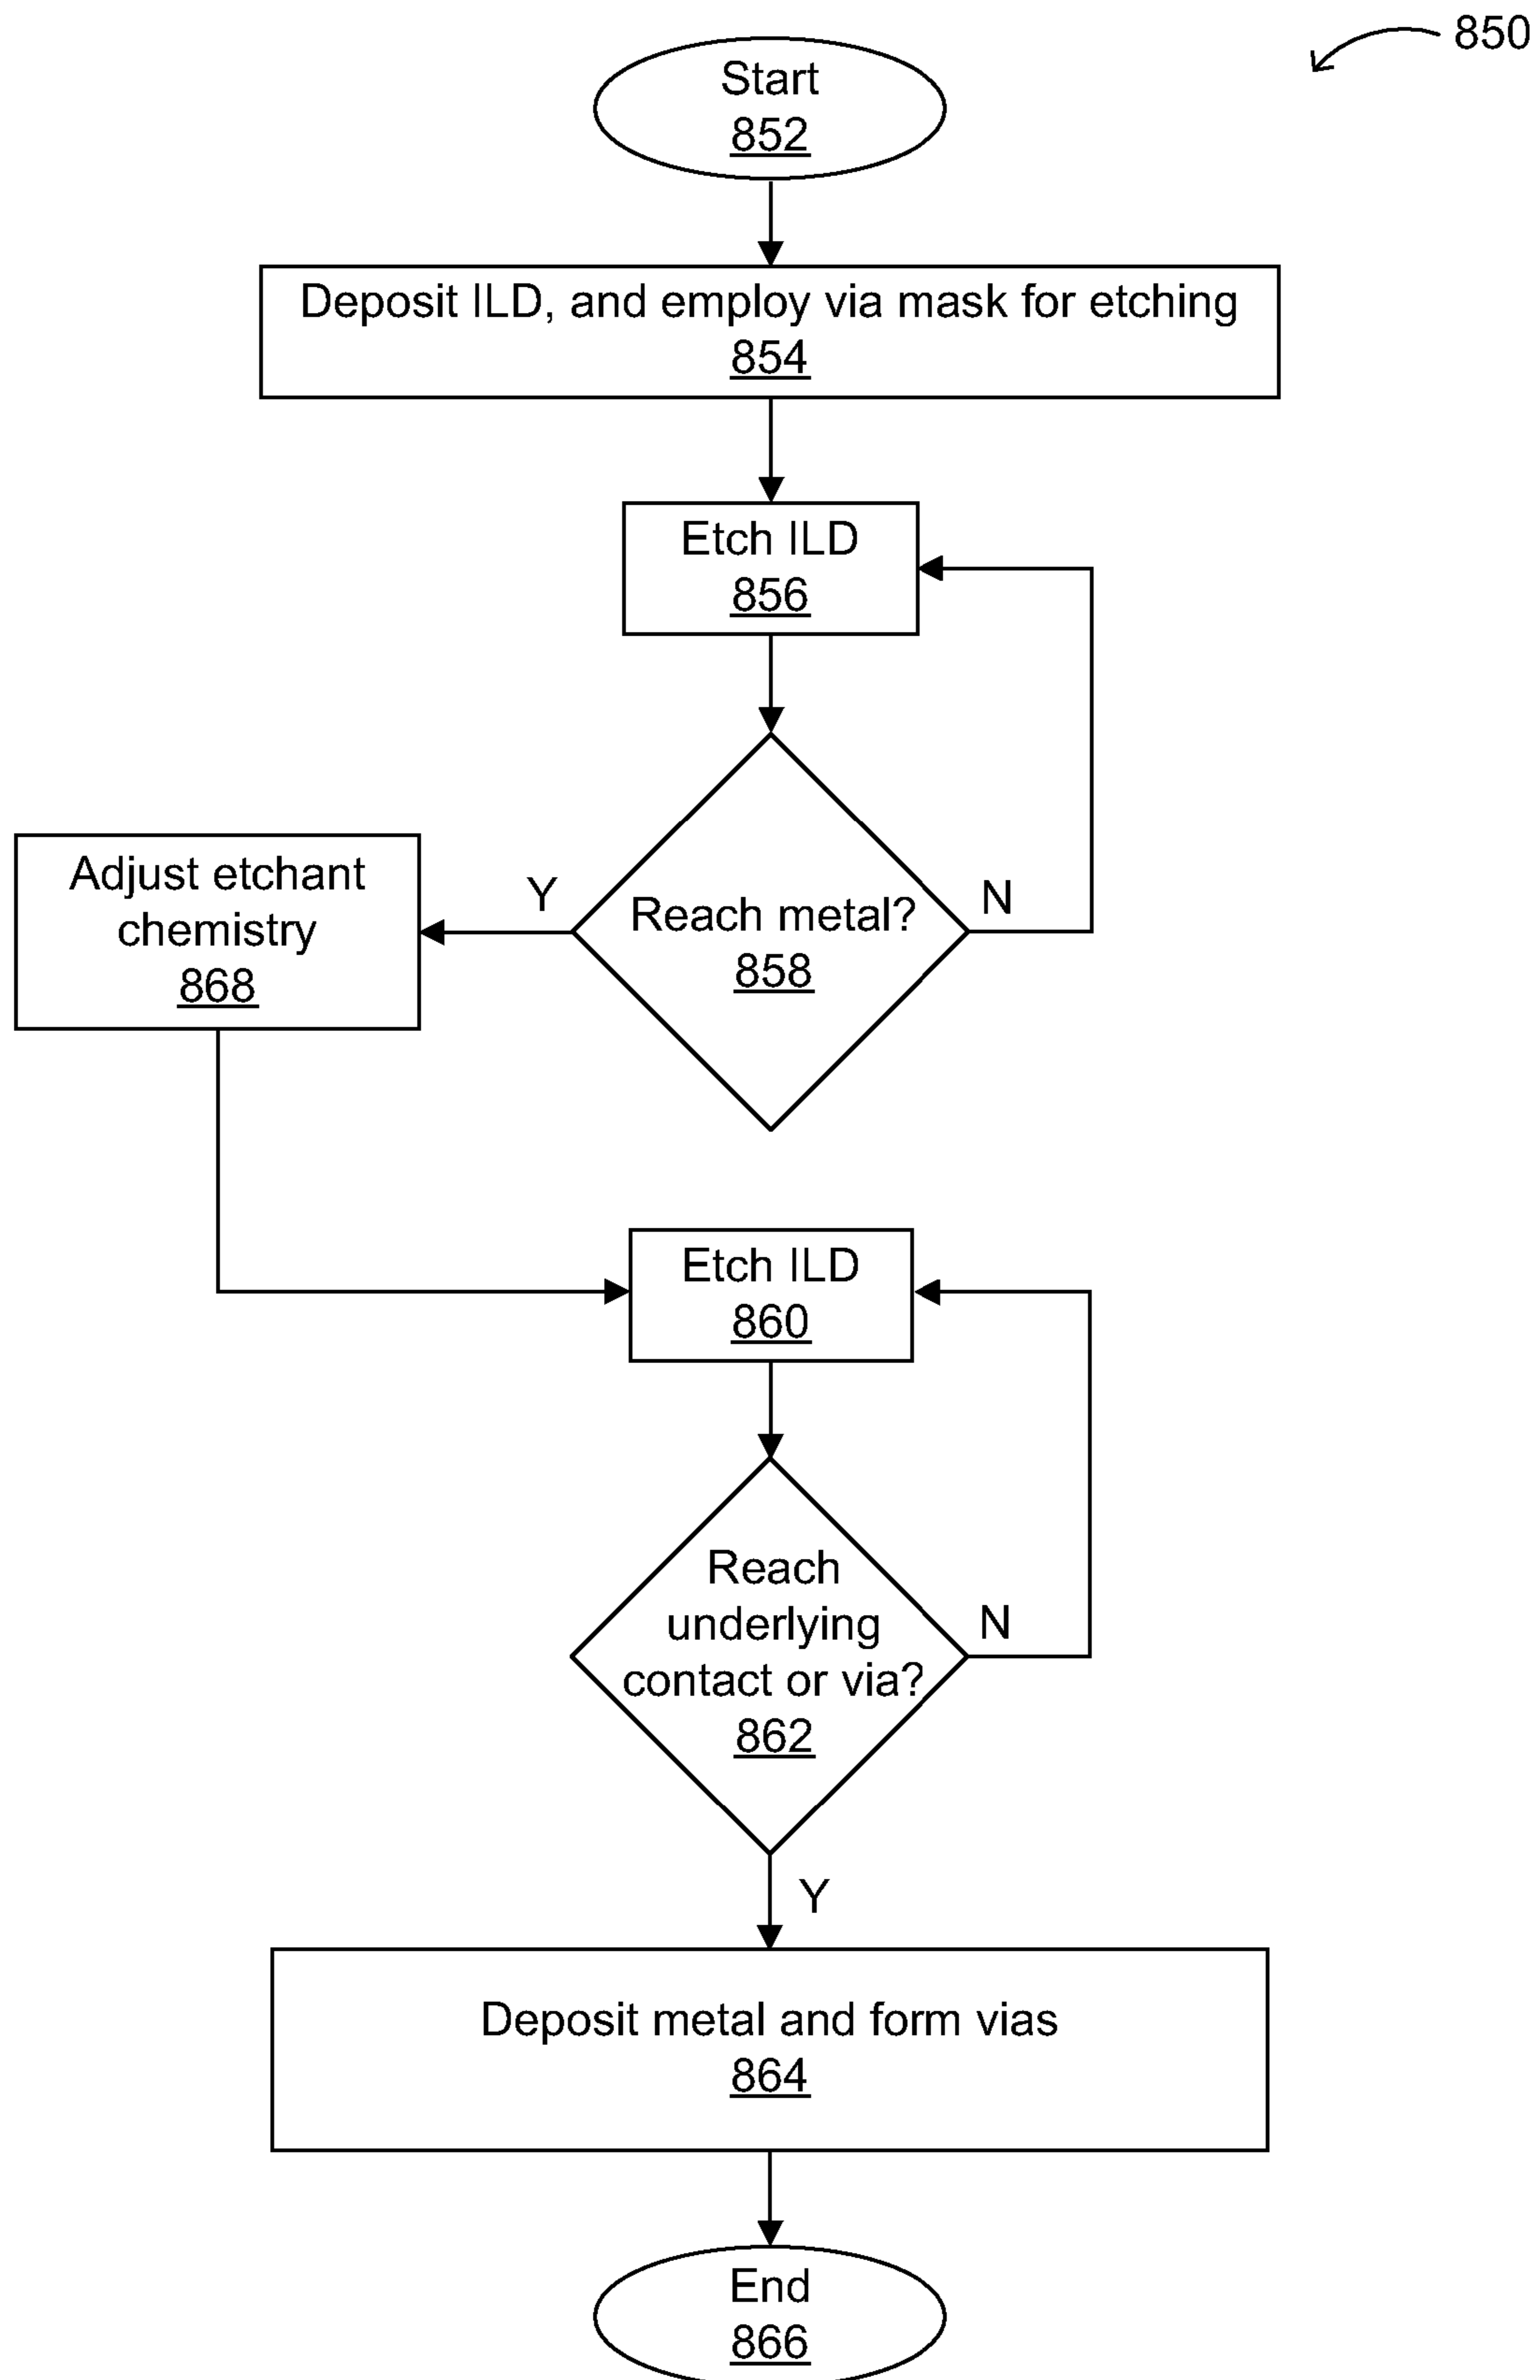 850
Start
852
Deposit ILD, and employ via mask for etching
854
Etch ILD
856
Adjust etchant
chemistry
868
Y
Reach metal?
858
N
Etch ILD
860
Reach
underlying
contact or via?
862
N
Y
Deposit metal and form vias
864
End
866